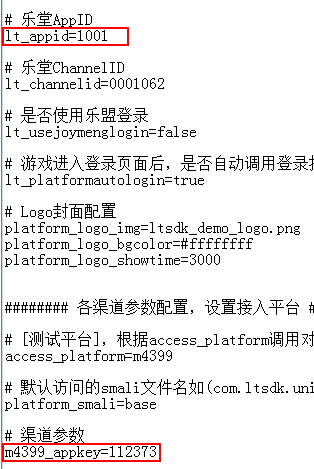 # 乐堂AppID
lt_appid=1001
# 乐堂ChannelID
lt_channelid=0001062
# 是否使用乐盟登录
lt_usejoymenglogin=false
# 游戏进入登录页面后，是否自动调用登录
lt_platformautologin=true
# Logo封面配置
platform_logo_img=ltsdk_demo_logo.png
platform_logo_bgcolor=#ffffffff
platform_logo_showtime=3000
######## 各渠道参数配置，设置接入平台 #
# [测试平台]，根据access_platform调用对
access_platform=m4399
# 默认访问的smali文件名如(com.ltsdk.uni
platform_smali=base
# 渠道参数
m4399_appkey=112373